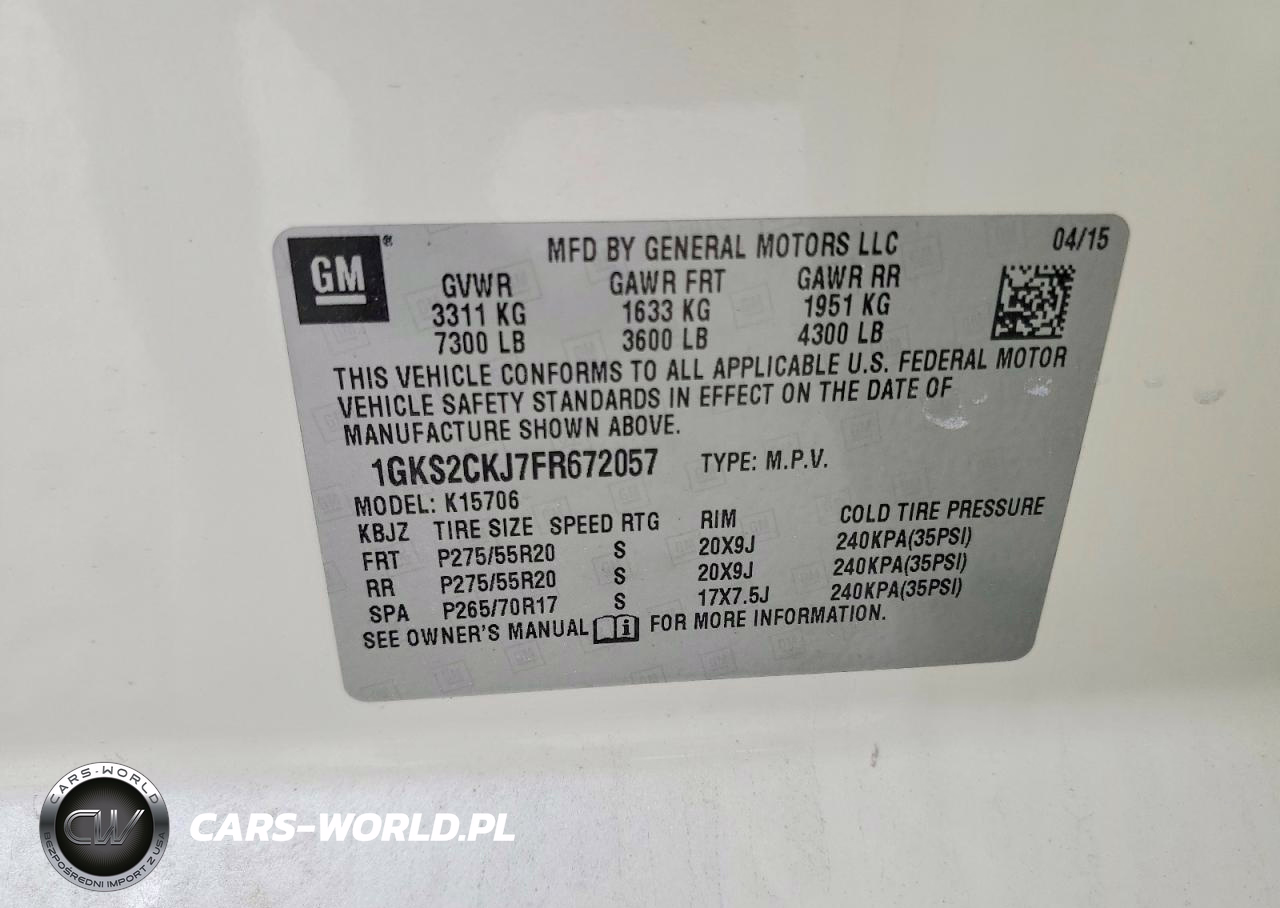 GM®
MFD BY GENERAL MOTORS LLC 04/15
GVWR GAWR FRT GAWR RR
3311 KG 1633 KG 1951 KG
7300 LB 3600 LB 4300 LB
THIS VEHICLE CONFORMS TO ALL APPLICABLE U.S. FEDERAL MOTOR
VEHICLE SAFETY STANDARDS IN EFFECT ON THE DATE OF
MANUFACTURE SHOWN ABOVE.
1GKS2CKJ7FR672057 TYPE: M.P.V.
MODEL: K15706
KBJZ TIRE SIZE SPEED RTG RIM COLD TIRE PRESSURE
FRT P275/55R20 S 20X9J 240KPA(35PSI)
RR P275/55R20 S 20X9J 240KPA(35PSI)
SPA P265/70R17 S 17X7.5J 240KPA(35PSI)
SEE OWNER'S MANUAL FOR MORE INFORMATION.
CARS-WORLD
CW
BEZPOŚREDNI IMPORT Z USA
CARS-WORLD.PL